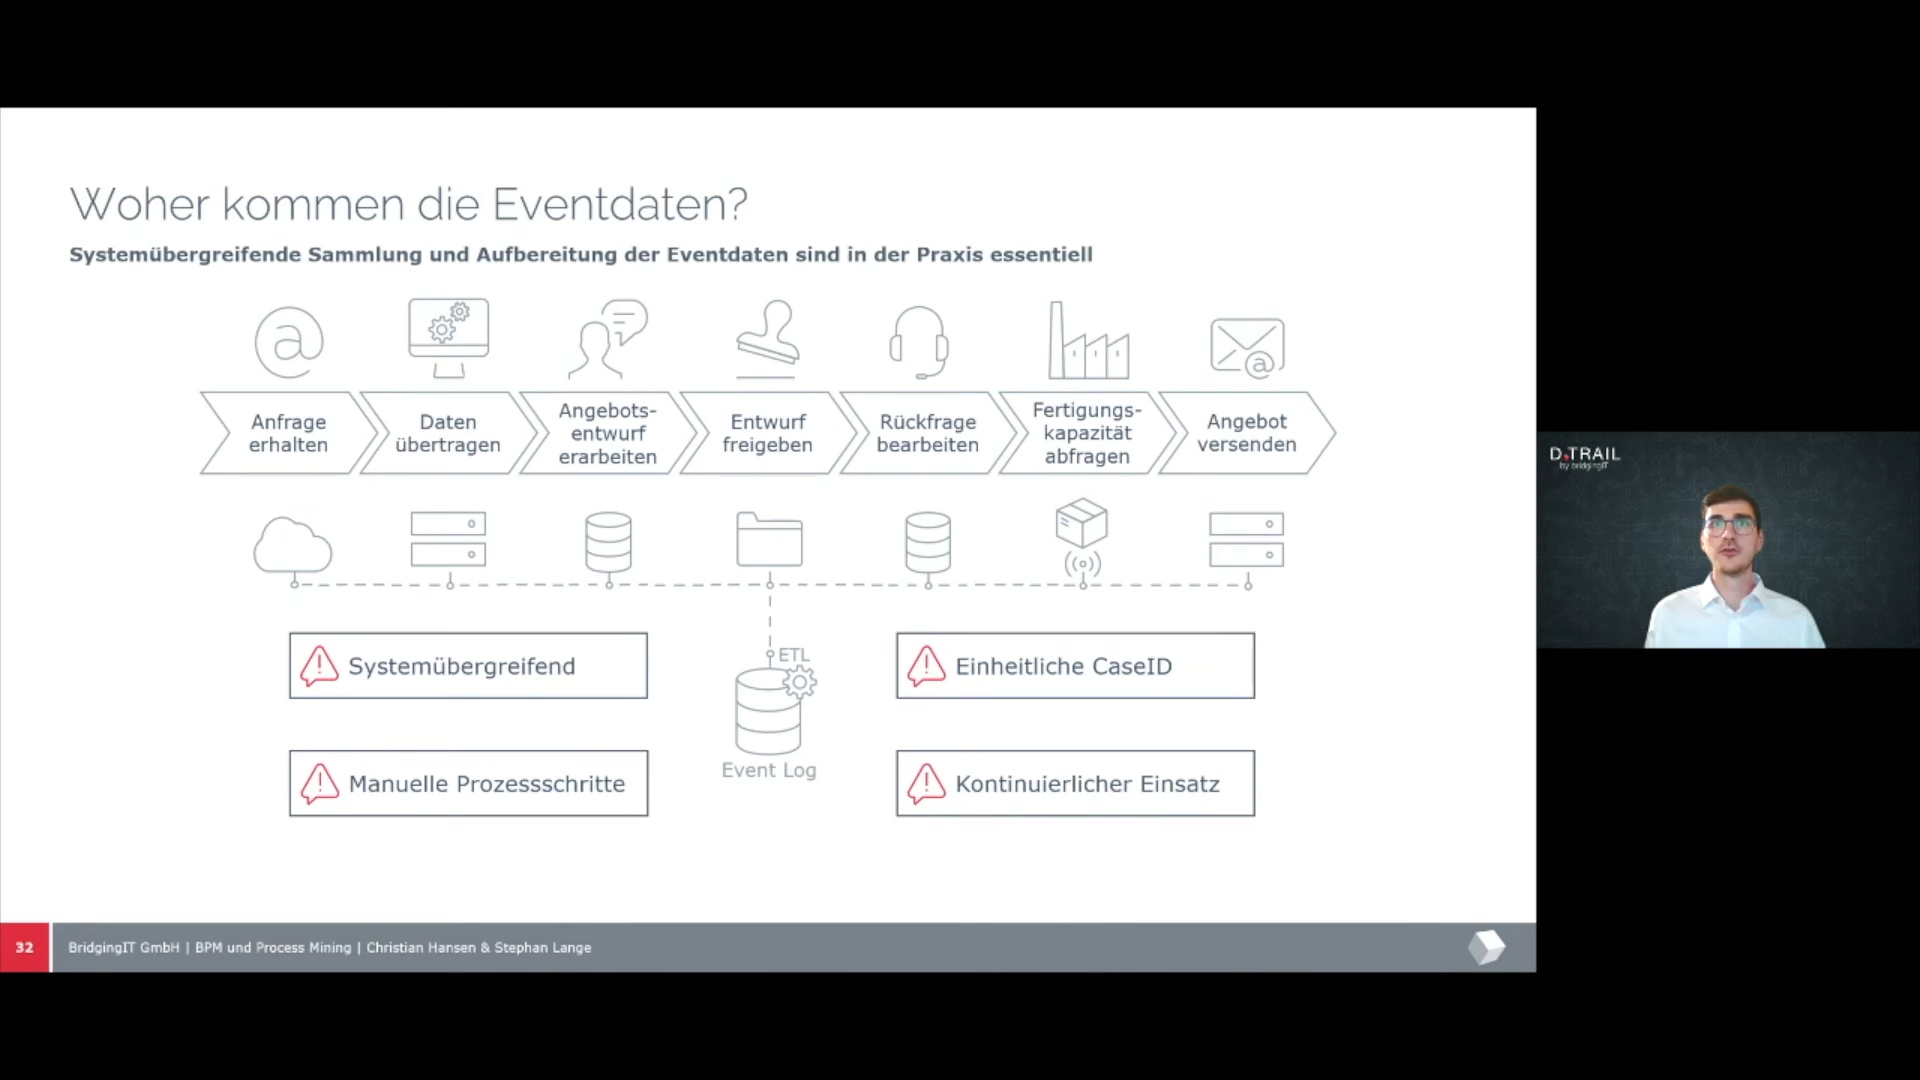 Woher kommen die Eventdaten?
Systemübergreifende Sammlung und Aufbereitung der Eventdaten sind in der Praxis essentiell
Anfrage
erhalten
Daten
übertragen
Angebots-
entwurf
erarbeiten
Entwurf
freigeben
Rückfrage
bearbeiten
Fertigungs-
kapazität
abfragen
Angebot
versenden
D.TRAIL
by bridgingIT
ETL
Systemübergreifend
Einheitliche CaseID
Event Log
Manuelle Prozessschritte
Kontinuierlicher Einsatz
32
BridgingIT GmbH | BPM und Process Mining | Christian Hansen & Stephan Lange